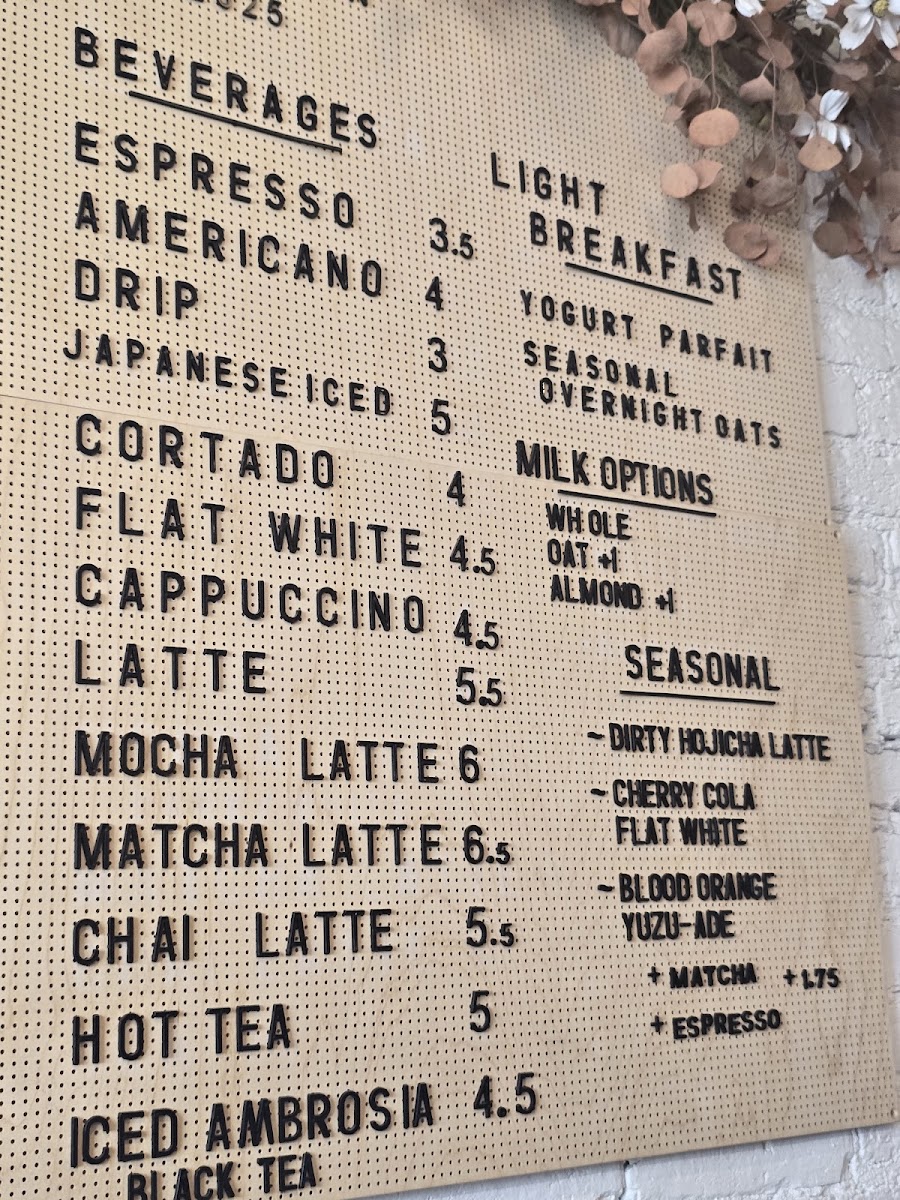 BEVERAGES
ESPRESSO 3.5
AMERICANO 4
DRIP 3
JAPANESE ICED 5
CORTADO 4
FLAT WHITE 4.5
CAPPUCCINO 4.5
LATTE 5.5
MOCHA LATTE 6
MATCHA LATTE 6.5
CHAI LATTE 5.5
HOT TEA 5
ICED AMBROSIA 4.5
BLACK TEA
LIGHT
BREAKFAST
YOGURT PARFAIT
SEASONAL
OVERNIGHT OATS
MILK OPTIONS
WHOLE
OAT +1
ALMOND +1
SEASONAL
~ DIRTY HOJICHA LATTE
~ CHERRY COLA
FLAT WHITE
~ BLOOD ORANGE
YUZU-ADE
+ MATCHA +1.75
+ ESPRESSO